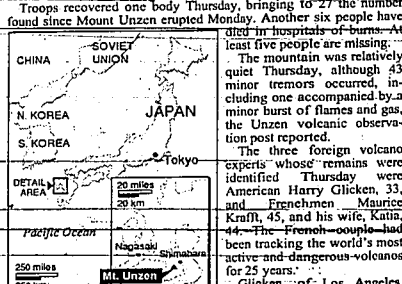 Troops recovered one body Thursday, bringing to 27 the number
found since Mount Unzen erupted Monday. Another six people have
died in hospitals of burns. At
least five people are missing.
The mountain was relatively
quiet Thursday, although 43
minor tremors occurred, in-
cluding one accompanied by a
minor burst of flames and gas,
the Unzen volcanic observa-
tion post reported.
The three foreign volcano
experts whose remains were
identified Thursday were
American Harry Glicken, 33,
and Frenchmen Maurice
Krafft, 45, and his wife, Katia,
44. The French couple had
been tracking the world's most
active and dangerous volcanos
for 25 years.
Glicken of Los Angeles
SOVIET
UNION
CHINA
N. KOREA
JAPAN
S. KOREA
Tokyo
DETAIL
AREA
20 miles
20 km
Pacific Ocean
Nagasaki
Shimabara
250 miles
Mt. Unzon